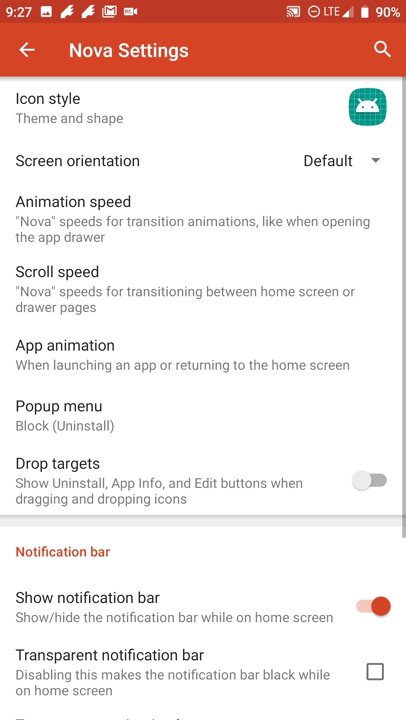 9:27
LTE
90%
Nova Settings
Icon style
Theme and shape
Screen orientation
Default
Animation speed
"Nova" speeds for transition animations, like when opening
the app drawer
Scroll speed
"Nova" speeds for transitioning between home screen or
drawer pages
App animation
When launching an app or returning to the home screen
Popup menu
Block (Uninstall)
Drop targets
Show Uninstall, App Info, and Edit buttons when
dragging and dropping icons
Notification bar
Show notification bar
Show/hide the notification bar while on home screen
Transparent notification bar
Disabling this makes the notification bar black while
on home screen